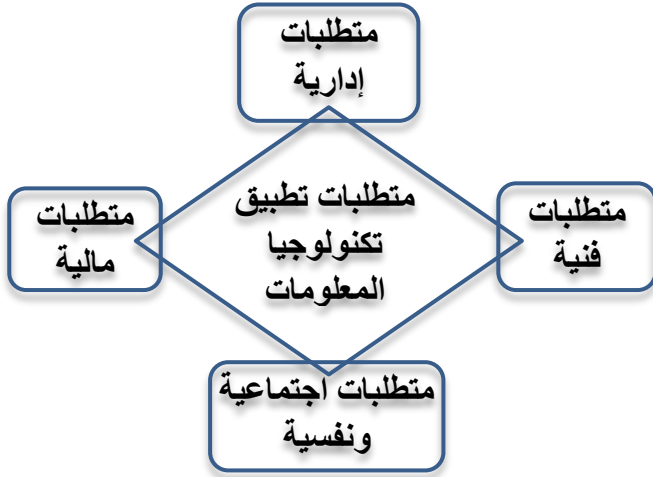 متطلبات
إدارية
متطلبات تطبيق
تكنولوجيا
المعلومات
متطلبات
فنية
متطلبات
مالية
متطلبات اجتماعية
ونفسية